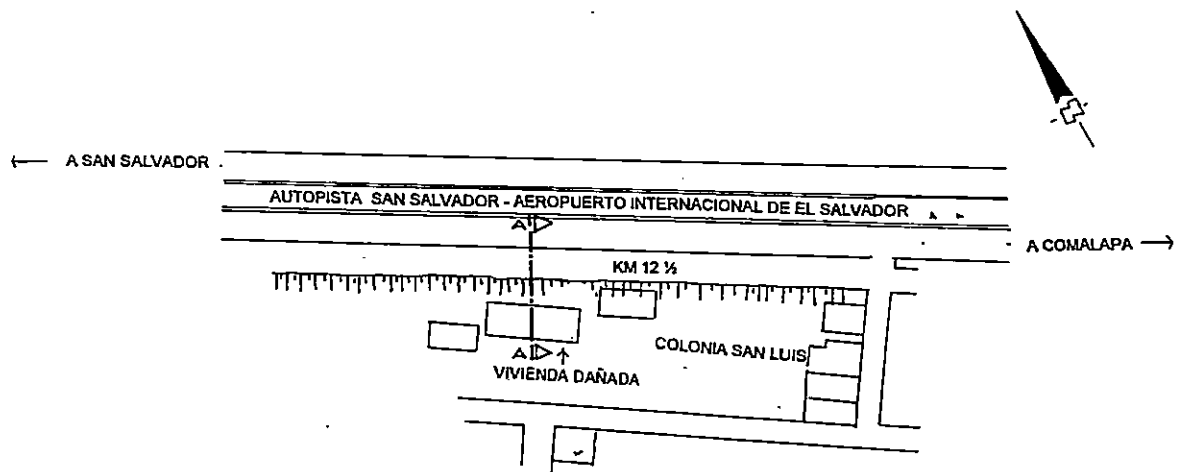 ← A SAN SALVADOR
AUTOPISTA SAN SALVADOR - AEROPUERTO INTERNACIONAL DE EL SALVADOR
A
A COMALAPA →
KM 12 ½
COLONIA SAN LUIS
A
VIVIENDA DAÑADA